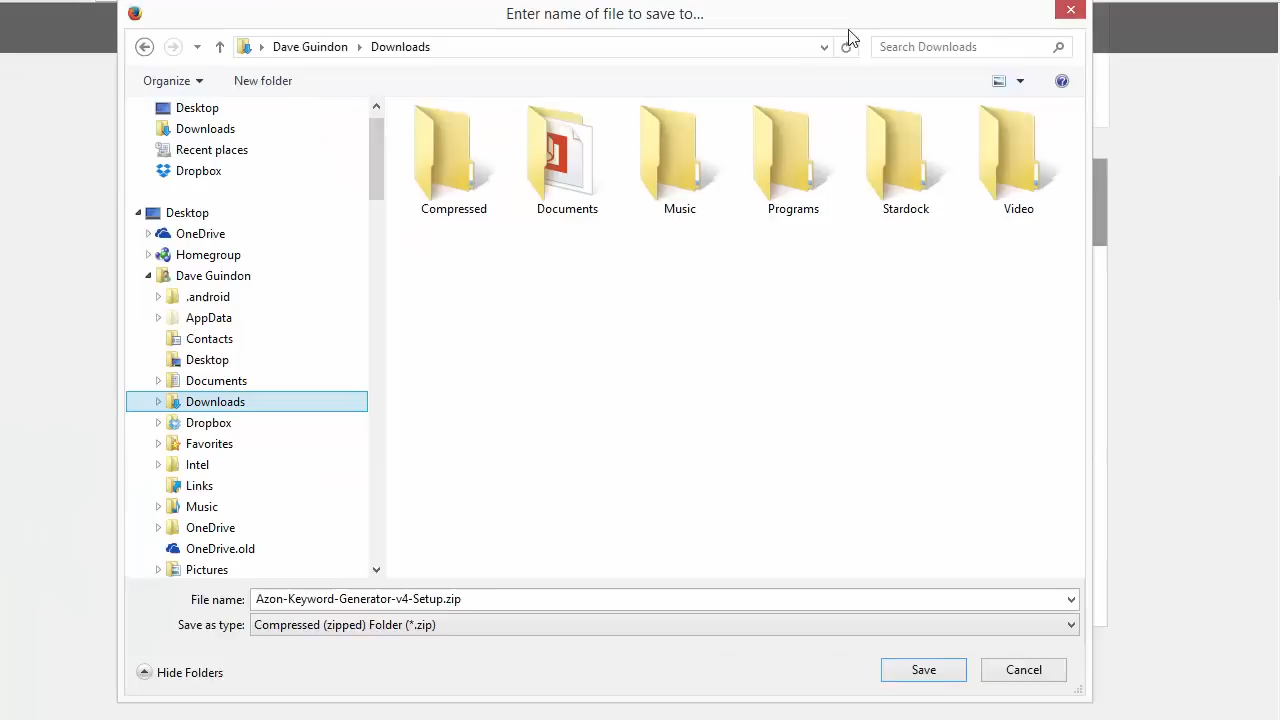 Enter name of file to save to...
Dave Guindon Downloads
Search Downloads
Organize New folder
Desktop
Downloads
Recent places
Dropbox
Desktop
OneDrive
Homegroup
Dave Guindon
.android
AppData
Contacts
Desktop
Documents
Downloads
Dropbox
Favorites
Intel
Links
Music
OneDrive
OneDrive.old
Pictures
Compressed Documents Music Programs Stardock Video
File name: Azon-Keyword-Generator-v4-Setup.zip
Save as type: Compressed (zipped) Folder (*.zip)
Hide Folders Save Cancel